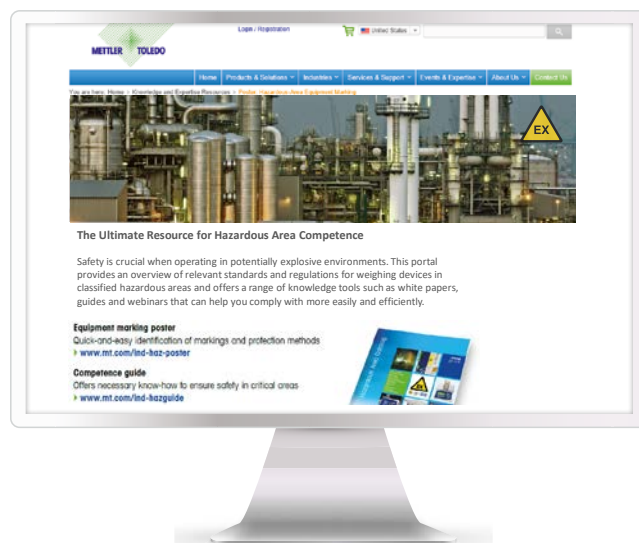 Login / Registration
United States
METTLER TOLEDO
Home Products & Solutions Industries Services & Support Events & Expertise About Us Contact Us
You are here: Home > Knowledge and Expertise Resources > Poster, Hazardous Area Equipment Marking
EX
The Ultimate Resource for Hazardous Area Competence
Safety is crucial when operating in potentially explosive environments. This portal
provides an overview of relevant standards and regulations for weighing devices in
classified hazardous areas and offers a range of knowledge tools such as white papers,
guides and webinars that can help you comply with more easily and efficiently.
Equipment marking poster
Quick-and-easy identification of markings and protection methods
www.mt.com/ind-haz-poster
Competence guide
Offers necessary know-how to ensure safety in critical areas
www.mt.com/ind-hazguide